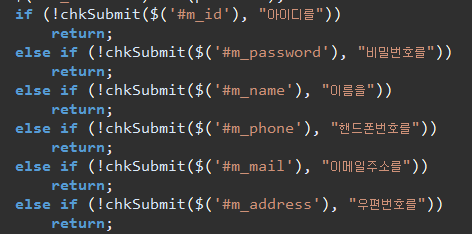 if (!chkSubmit($('#m_id'), "아이디를"))
return;
else if (!chkSubmit($('#m_password'), "비밀번호를"))
return;
else if (!chkSubmit($('#m_name'), "이름을"))
return;
else if (!chkSubmit($('#m_phone'), "핸드폰번호를"))
return;
else if (!chkSubmit($('#m_mail'), "이메일주소를"))
return;
else if (!chkSubmit($('#m_address'), "우편번호를"))
return;